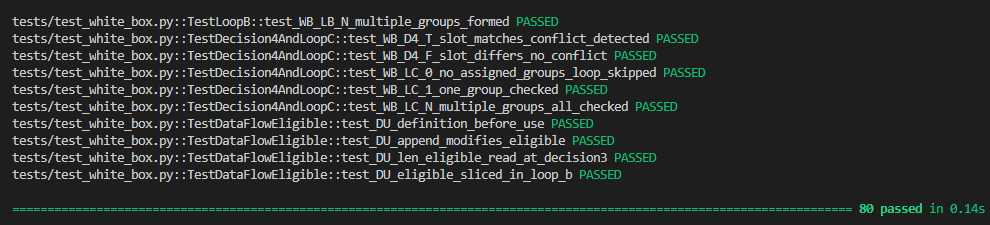 tests/test_white_box.py::TestLoopB::test_WB_LB_N_multiple_groups_formed PASSED
tests/test_white_box.py::TestDecision4AndLoopC::test_WB_D4_T_slot_matches_conflict_detected PASSED
tests/test_white_box.py::TestDecision4AndLoopC::test_WB_D4_F_slot_differs_no_conflict PASSED
tests/test_white_box.py::TestDecision4AndLoopC::test_WB_LC_0_no_assigned_groups_loop_skipped PASSED
tests/test_white_box.py::TestDecision4AndLoopC::test_WB_LC_1_one_group_checked PASSED
tests/test_white_box.py::TestDecision4AndLoopC::test_WB_LC_N_multiple_groups_all_checked PASSED
tests/test_white_box.py::TestDataFlowEligible::test_DU_definition_before_use PASSED
tests/test_white_box.py::TestDataFlowEligible::test_DU_append_modifies_eligible PASSED
tests/test_white_box.py::TestDataFlowEligible::test_DU_len_eligible_read_at_decision3 PASSED
tests/test_white_box.py::TestDataFlowEligible::test_DU_eligible_sliced_in_loop_b PASSED
======================================================================================================================== 80 passed in 0.14s